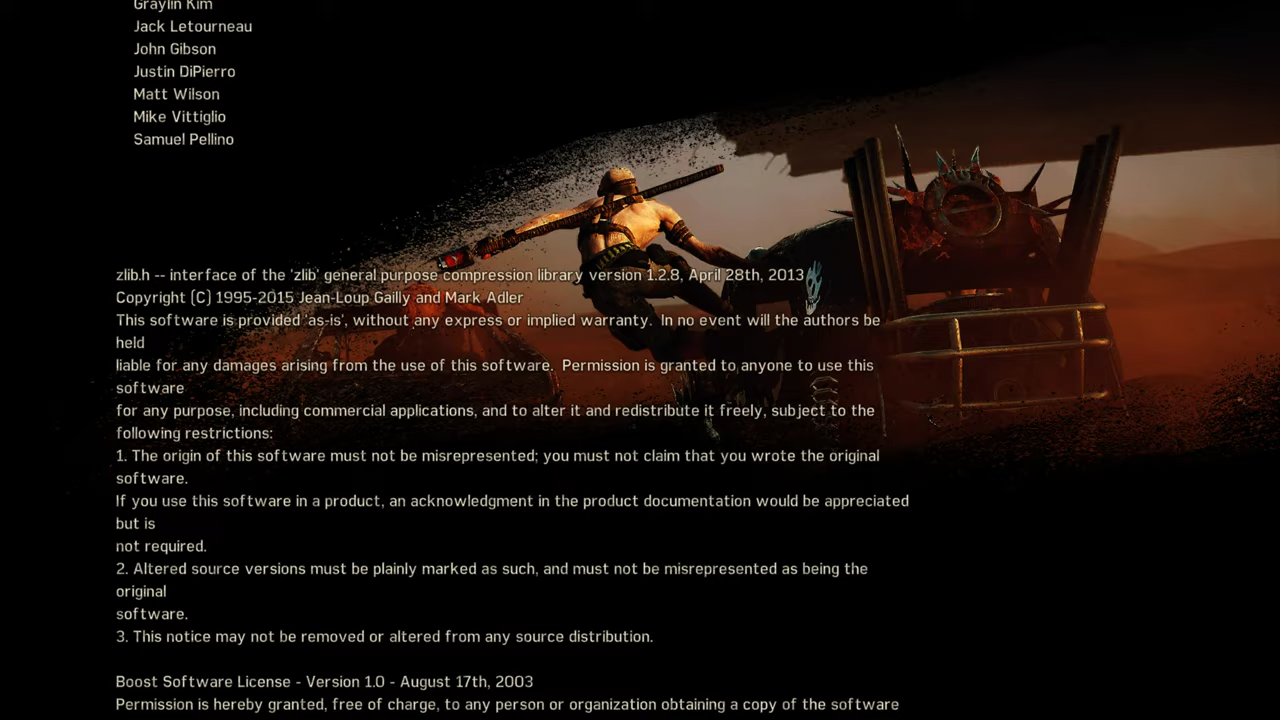 Graylin Kim
Jack Letourneau
John Gibson
Justin DiPierro
Matt Wilson
Mike Vittiglio
Samuel Pellino
zlib.h -- interface of the 'zlib' general purpose compression library version 1.2.8, April 28th, 2013
Copyright (C) 1995-2015 Jean-Loup Gailly and Mark Adler
This software is provided 'as-is', without any express or implied warranty.  In no event will the authors be
held
liable for any damages arising from the use of this software.  Permission is granted to anyone to use this
software
for any purpose, including commercial applications, and to alter it and redistribute it freely, subject to the
following restrictions:
1. The origin of this software must not be misrepresented; you must not claim that you wrote the original
software.
If you use this software in a product, an acknowledgment in the product documentation would be appreciated
but is
not required.
2. Altered source versions must be plainly marked as such, and must not be misrepresented as being the
original
software.
3. This notice may not be removed or altered from any source distribution.
Boost Software License - Version 1.0 - August 17th, 2003
Permission is hereby granted, free of charge, to any person or organization obtaining a copy of the software